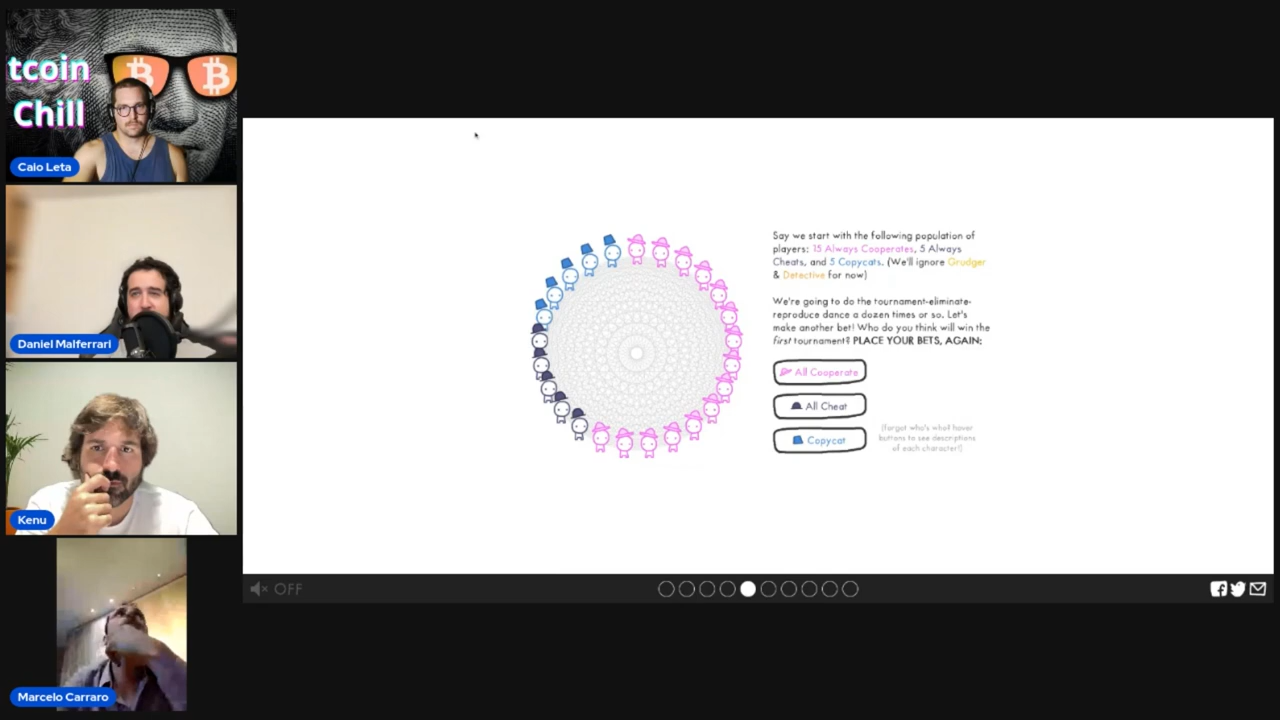 tcoin
Chill
Caio Leta
Daniel Malferrari
Kenu
Marcelo Carraro
Say we start with the following population of
players: 15 Always Cooperates, 5 Always
Cheats, and 5 Copycats. (We'll ignore Grudger
& Detective for now)
We're going to do the tournament-eliminate-
reproduce dance a dozen times or so. Let's
make another bet! Who do you think will win the
first tournament? PLACE YOUR BETS, AGAIN:
All Cooperate
All Cheat
Copycat
(forgot who's who? hover
buttons to see descriptions
of each character!)
OFF